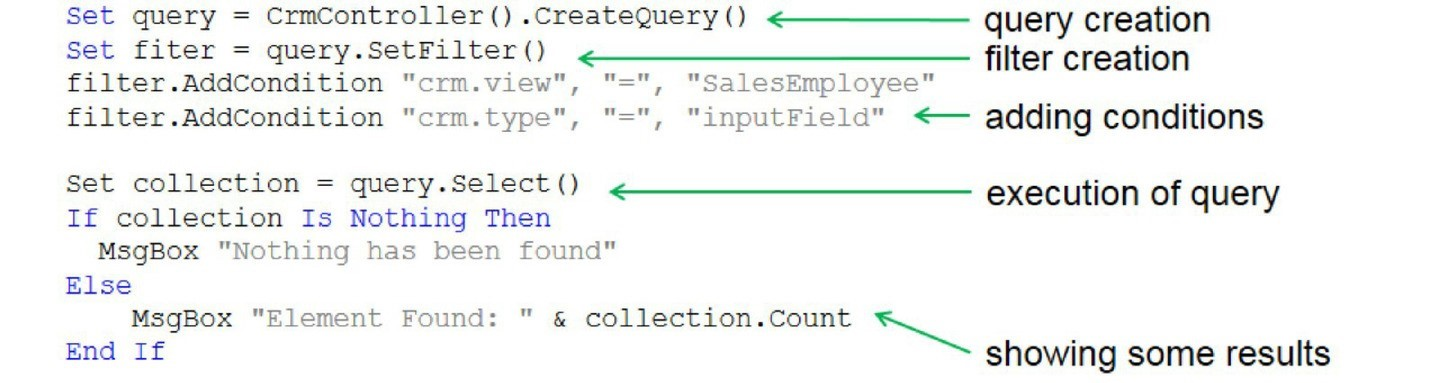 Set query = CrmController().CreateQuery() query creation
Set fiter = query.SetFilter() filter creation
filter.AddCondition "crm.view", "=", "SalesEmployee"
filter.AddCondition "crm.type", "=", "inputField" adding conditions
Set collection = query.Select() execution of query
If collection Is Nothing Then
MsgBox "Nothing has been found"
Else
MsgBox "Element Found: " & collection.Count
End If showing some results